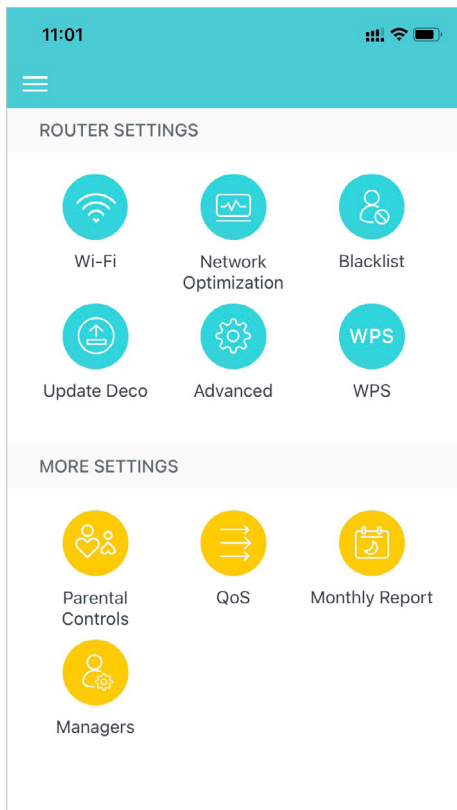 11:01
ROUTER SETTINGS
Wi-Fi
Network
Optimization
Blacklist
Update Deco
Advanced
WPS
WPS
MORE SETTINGS
Parental
Controls
QoS
Monthly Report
Managers